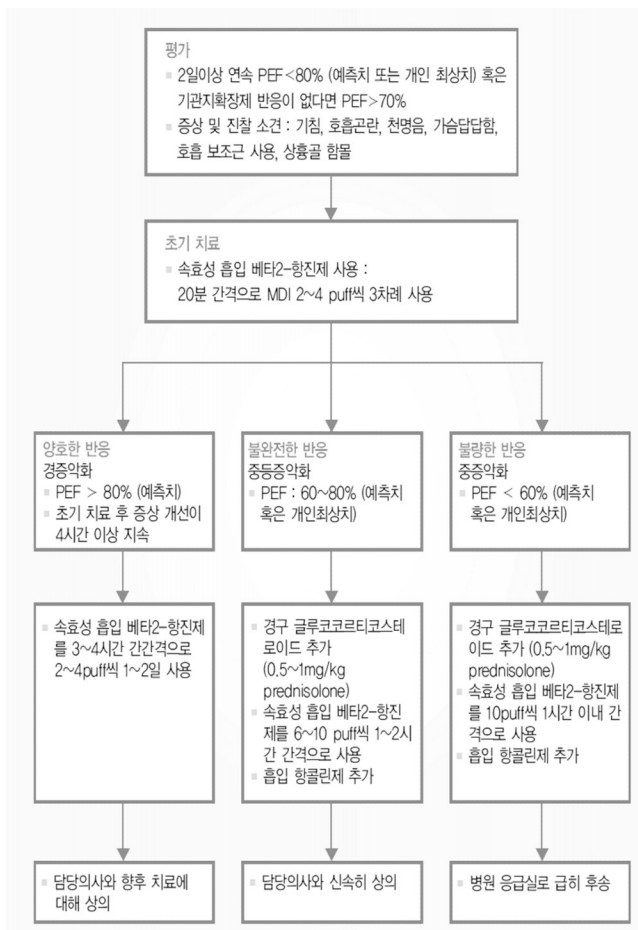 평가
▪ 2일이상 연속 PEF<80% (예측치 또는 개인 최상치) 혹은
기관지확장제 반응이 없다면 PEF>70%
▪ 증상 및 진찰 소견 : 기침, 호흡곤란, 천명음, 가슴답답함,
호흡 보조근 사용, 상흉골 함몰
초기 치료
▪ 속효성 흡입 베타2-항진제 사용 :
20분 간격으로 MDI 2~4 puff씩 3차례 사용
양호한 반응
경증악화
▪ PEF > 80% (예측치)
▪ 초기 치료 후 증상 개선이
4시간 이상 지속
불완전한 반응
중등증악화
▪ PEF : 60~80% (예측치
혹은 개인최상치)
불량한 반응
중증악화
▪ PEF < 60% (예측치
혹은 개인최상치)
▪ 속효성 흡입 베타2-항진제
를 3~4시간 간간격으로
2~4puff씩 1~2일 사용
▪ 경구 글루코코르티코스테
로이드 추가
(0.5~1mg/kg
prednisolone)
▪ 속효성 흡입 베타2-항진
제를 6~10 puff씩 1~2시
간 간격으로 사용
▪ 흡입 항콜린제 추가
▪ 경구 글루코코르티코스테로
이드 추가 (0.5~1mg/kg
prednisolone)
▪ 속효성 흡입 베타2-항진제
를 10puff씩 1시간 이내 간
격으로 사용
▪ 흡입 항콜린제 추가
▪ 담당의사와 향후 치료에
대해 상의
▪ 담당의사와 신속히 상의
▪ 병원 응급실로 급히 후송